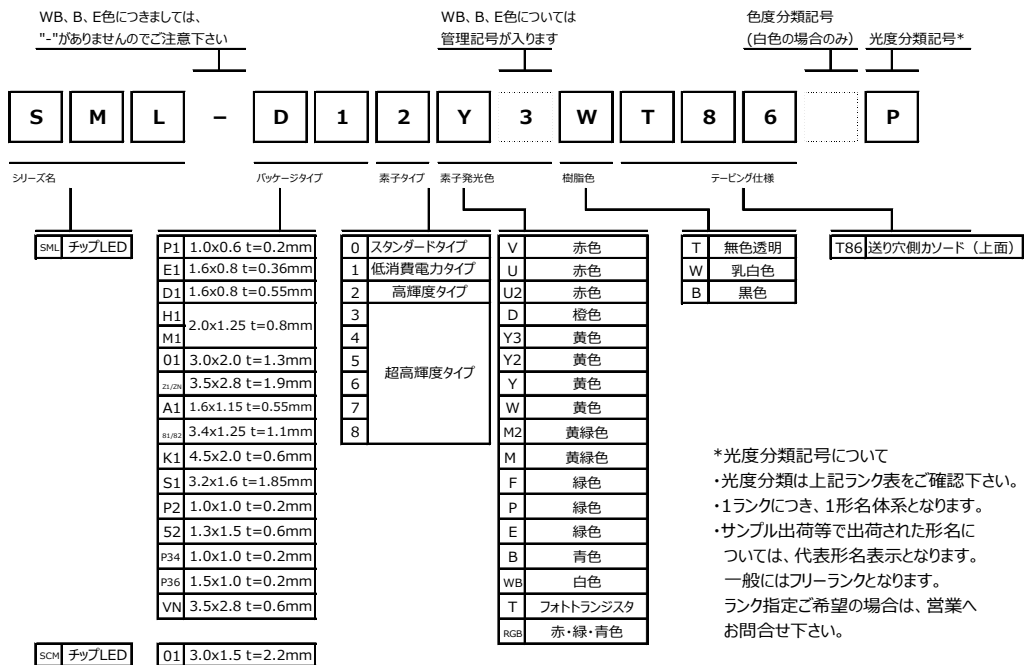 WB、B、E色につきましては、
"-"がありませんのでご注意下さい
WB、B、E色については
管理記号が入ります
色度分類記号
(白色の場合のみ)
光度分類記号*
S M L – D 1 2 Y 3 W T 8 6 P
シリーズ名
パッケージタイプ
素子タイプ
素子発光色
樹脂色
テーピング仕様
SML チップLED
P1 1.0x0.6 t=0.2mm
E1 1.6x0.8 t=0.36mm
D1 1.6x0.8 t=0.55mm
H1
M1
2.0x1.25 t=0.8mm
01 3.0x2.0 t=1.3mm
Z1/ZN 3.5x2.8 t=1.9mm
A1 1.6x1.15 t=0.55mm
81/82 3.4x1.25 t=1.1mm
K1 4.5x2.0 t=0.6mm
S1 3.2x1.6 t=1.85mm
P2 1.0x1.0 t=0.2mm
52 1.3x1.5 t=0.6mm
P34 1.0x1.0 t=0.2mm
P36 1.5x1.0 t=0.2mm
VN 3.5x2.8 t=0.6mm
0 スタンダードタイプ
1 低消費電力タイプ
2 高輝度タイプ
3
4
5
6
7
8
超高輝度タイプ
V 赤色
U 赤色
U2 赤色
D 橙色
Y3 黄色
Y2 黄色
Y 黄色
W 黄色
M2 黄緑色
M 黄緑色
F 緑色
P 緑色
E 緑色
B 青色
WB 白色
T フォトトランジスタ
RGB 赤・緑・青色
T 無色透明
W 乳白色
B 黒色
T86 送り穴側カソード（上面）
*光度分類記号について
・光度分類は上記ランク表をご確認下さい。
・1ランクにつき、1形名体系となります。
・サンプル出荷等で出荷された形名に
ついては、代表形名表示となります。
一般にはフリーランクとなります。
ランク指定ご希望の場合は、営業へ
お問合せ下さい。
SCM チップLED
01 3.0x1.5 t=2.2mm